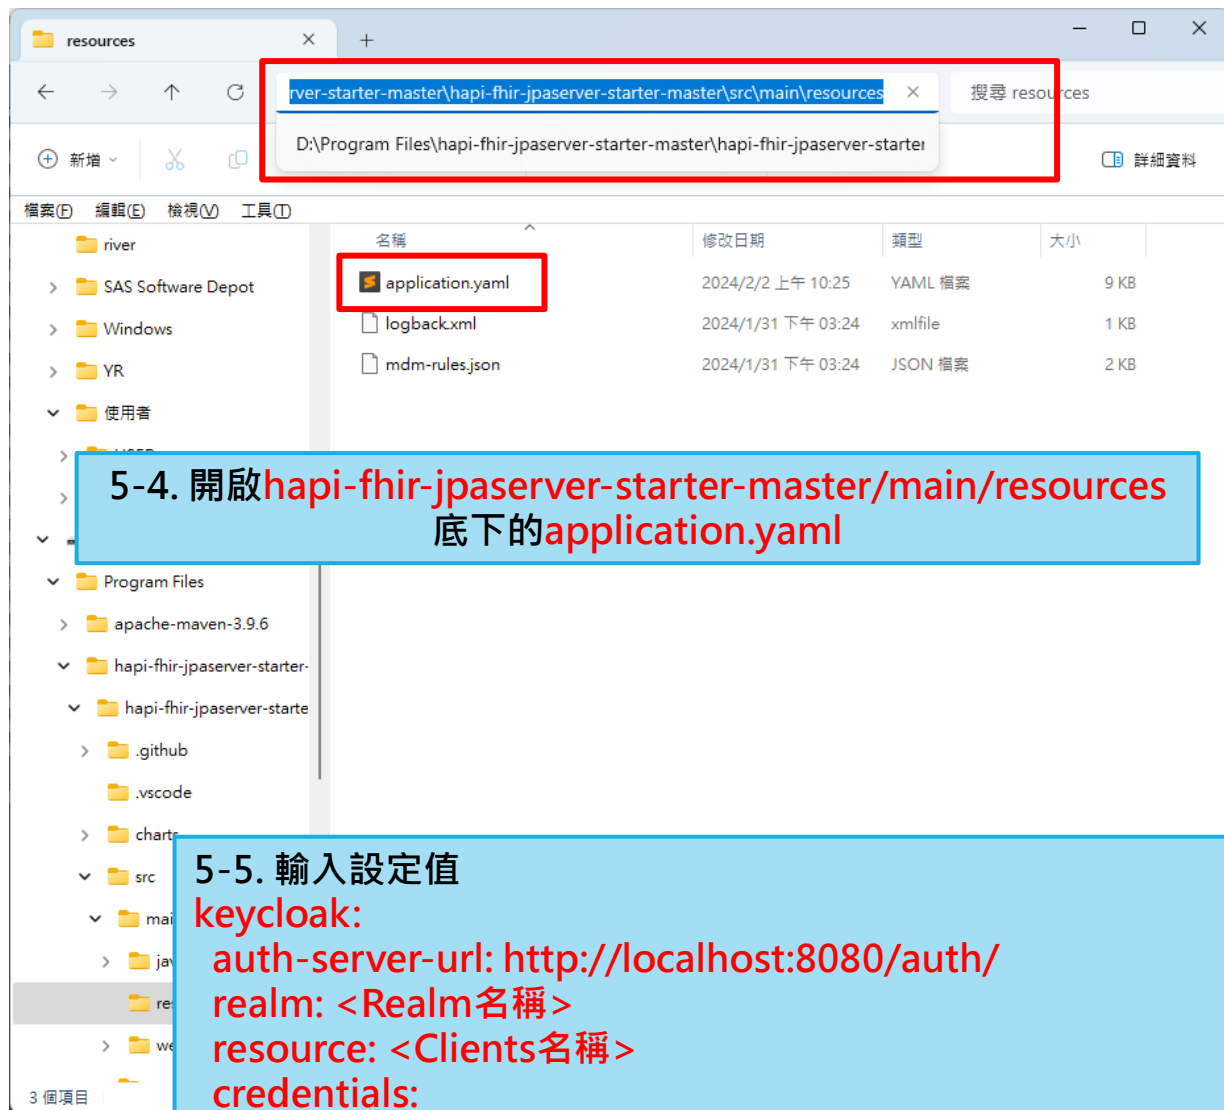 resources
rver-starter-master\hapi-fhir-jpaserver-starter-master\src\main\resources
搜尋 resources
D:\Program Files\hapi-fhir-jpaserver-starter-master\hapi-fhir-jpaserver-starter
新增
詳細資料
檔案(F) 編輯(E) 檢視(V) 工具(T)
名稱 修改日期 類型 大小
river
application.yaml 2024/2/2 上午 10:25 YAML 檔案 9 KB
SAS Software Depot
logback.xml 2024/1/31 下午 03:24 xmlfile 1 KB
Windows
mdm-rules.json 2024/1/31 下午 03:24 JSON 檔案 2 KB
YR
使用者
5-4. 開啟hapi-fhir-jpaserver-starter-master/main/resources
底下的application.yaml
Program Files
apache-maven-3.9.6
hapi-fhir-jpaserver-starter-
hapi-fhir-jpaserver-starte
.github
.vscode
charts
src
5-5. 輸入設定值
mai
keycloak:
jav
auth-server-url: http://localhost:8080/auth/
res
realm: <Realm名稱>
we
resource: <Clients名稱>
3 個項目
credentials: